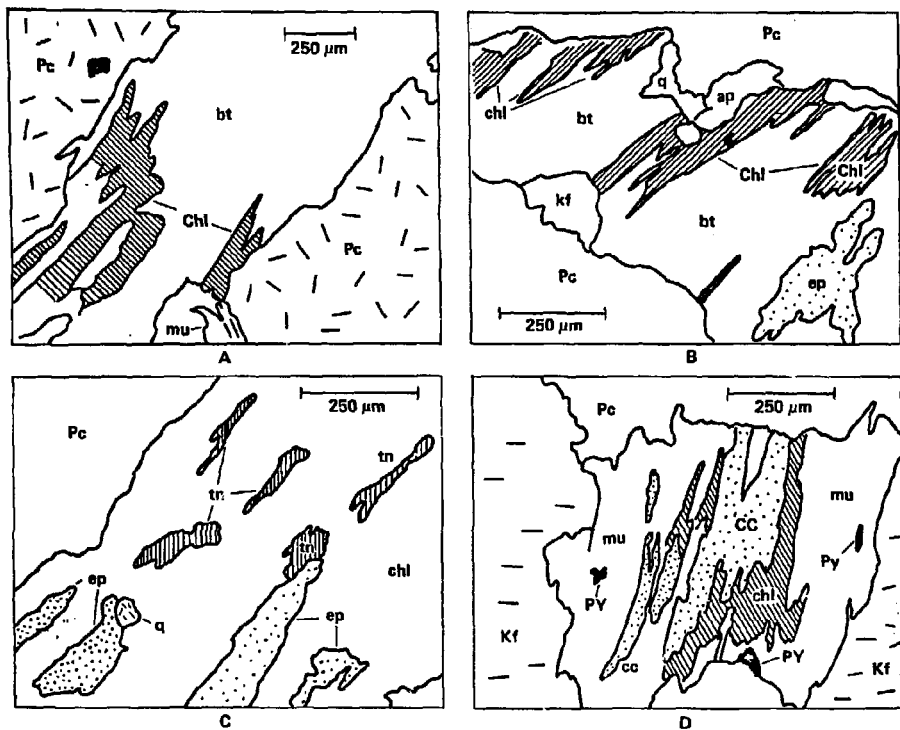 250 µm
Pc
bt
Chl
Pc
mu
A
Pc
q
ap
chl
bt
Chl
Chl
kf
bt
Pc
ep
250 µm
B
250 µm
Pc
tn
tn
tn
chl
ep
ep
q
C
250 µm
Pc
mu
CC
mu
Py
PY
chl
Kf
cc
PY
Kf
D